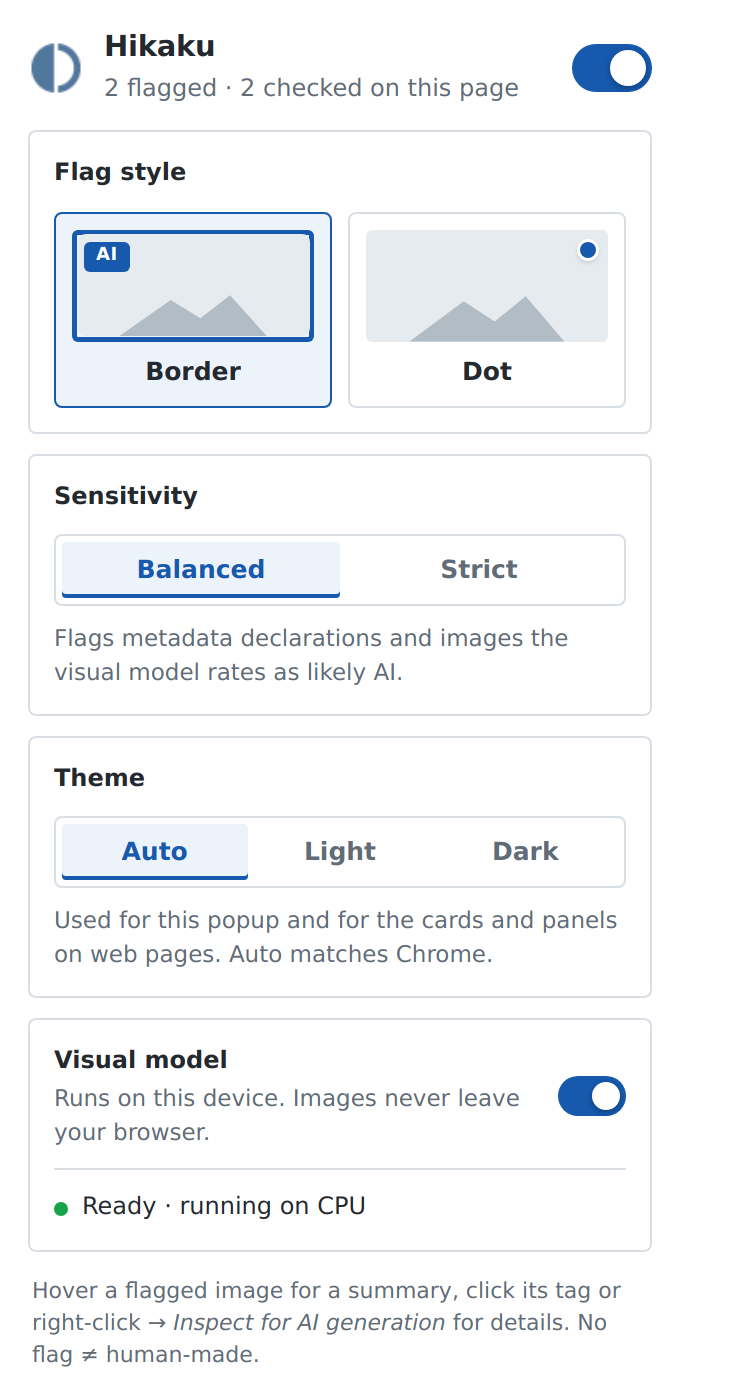 Hikaku
2 flagged · 2 checked on this page
Flag style
AI
Border
Dot
Sensitivity
Balanced
Strict
Flags metadata declarations and images the
visual model rates as likely AI.
Theme
Auto
Light
Dark
Used for this popup and for the cards and panels
on web pages. Auto matches Chrome.
Visual model
Runs on this device. Images never leave
your browser.
Ready · running on CPU
Hover a flagged image for a summary, click its tag or
right-click → Inspect for AI generation for details. No
flag ≠ human-made.